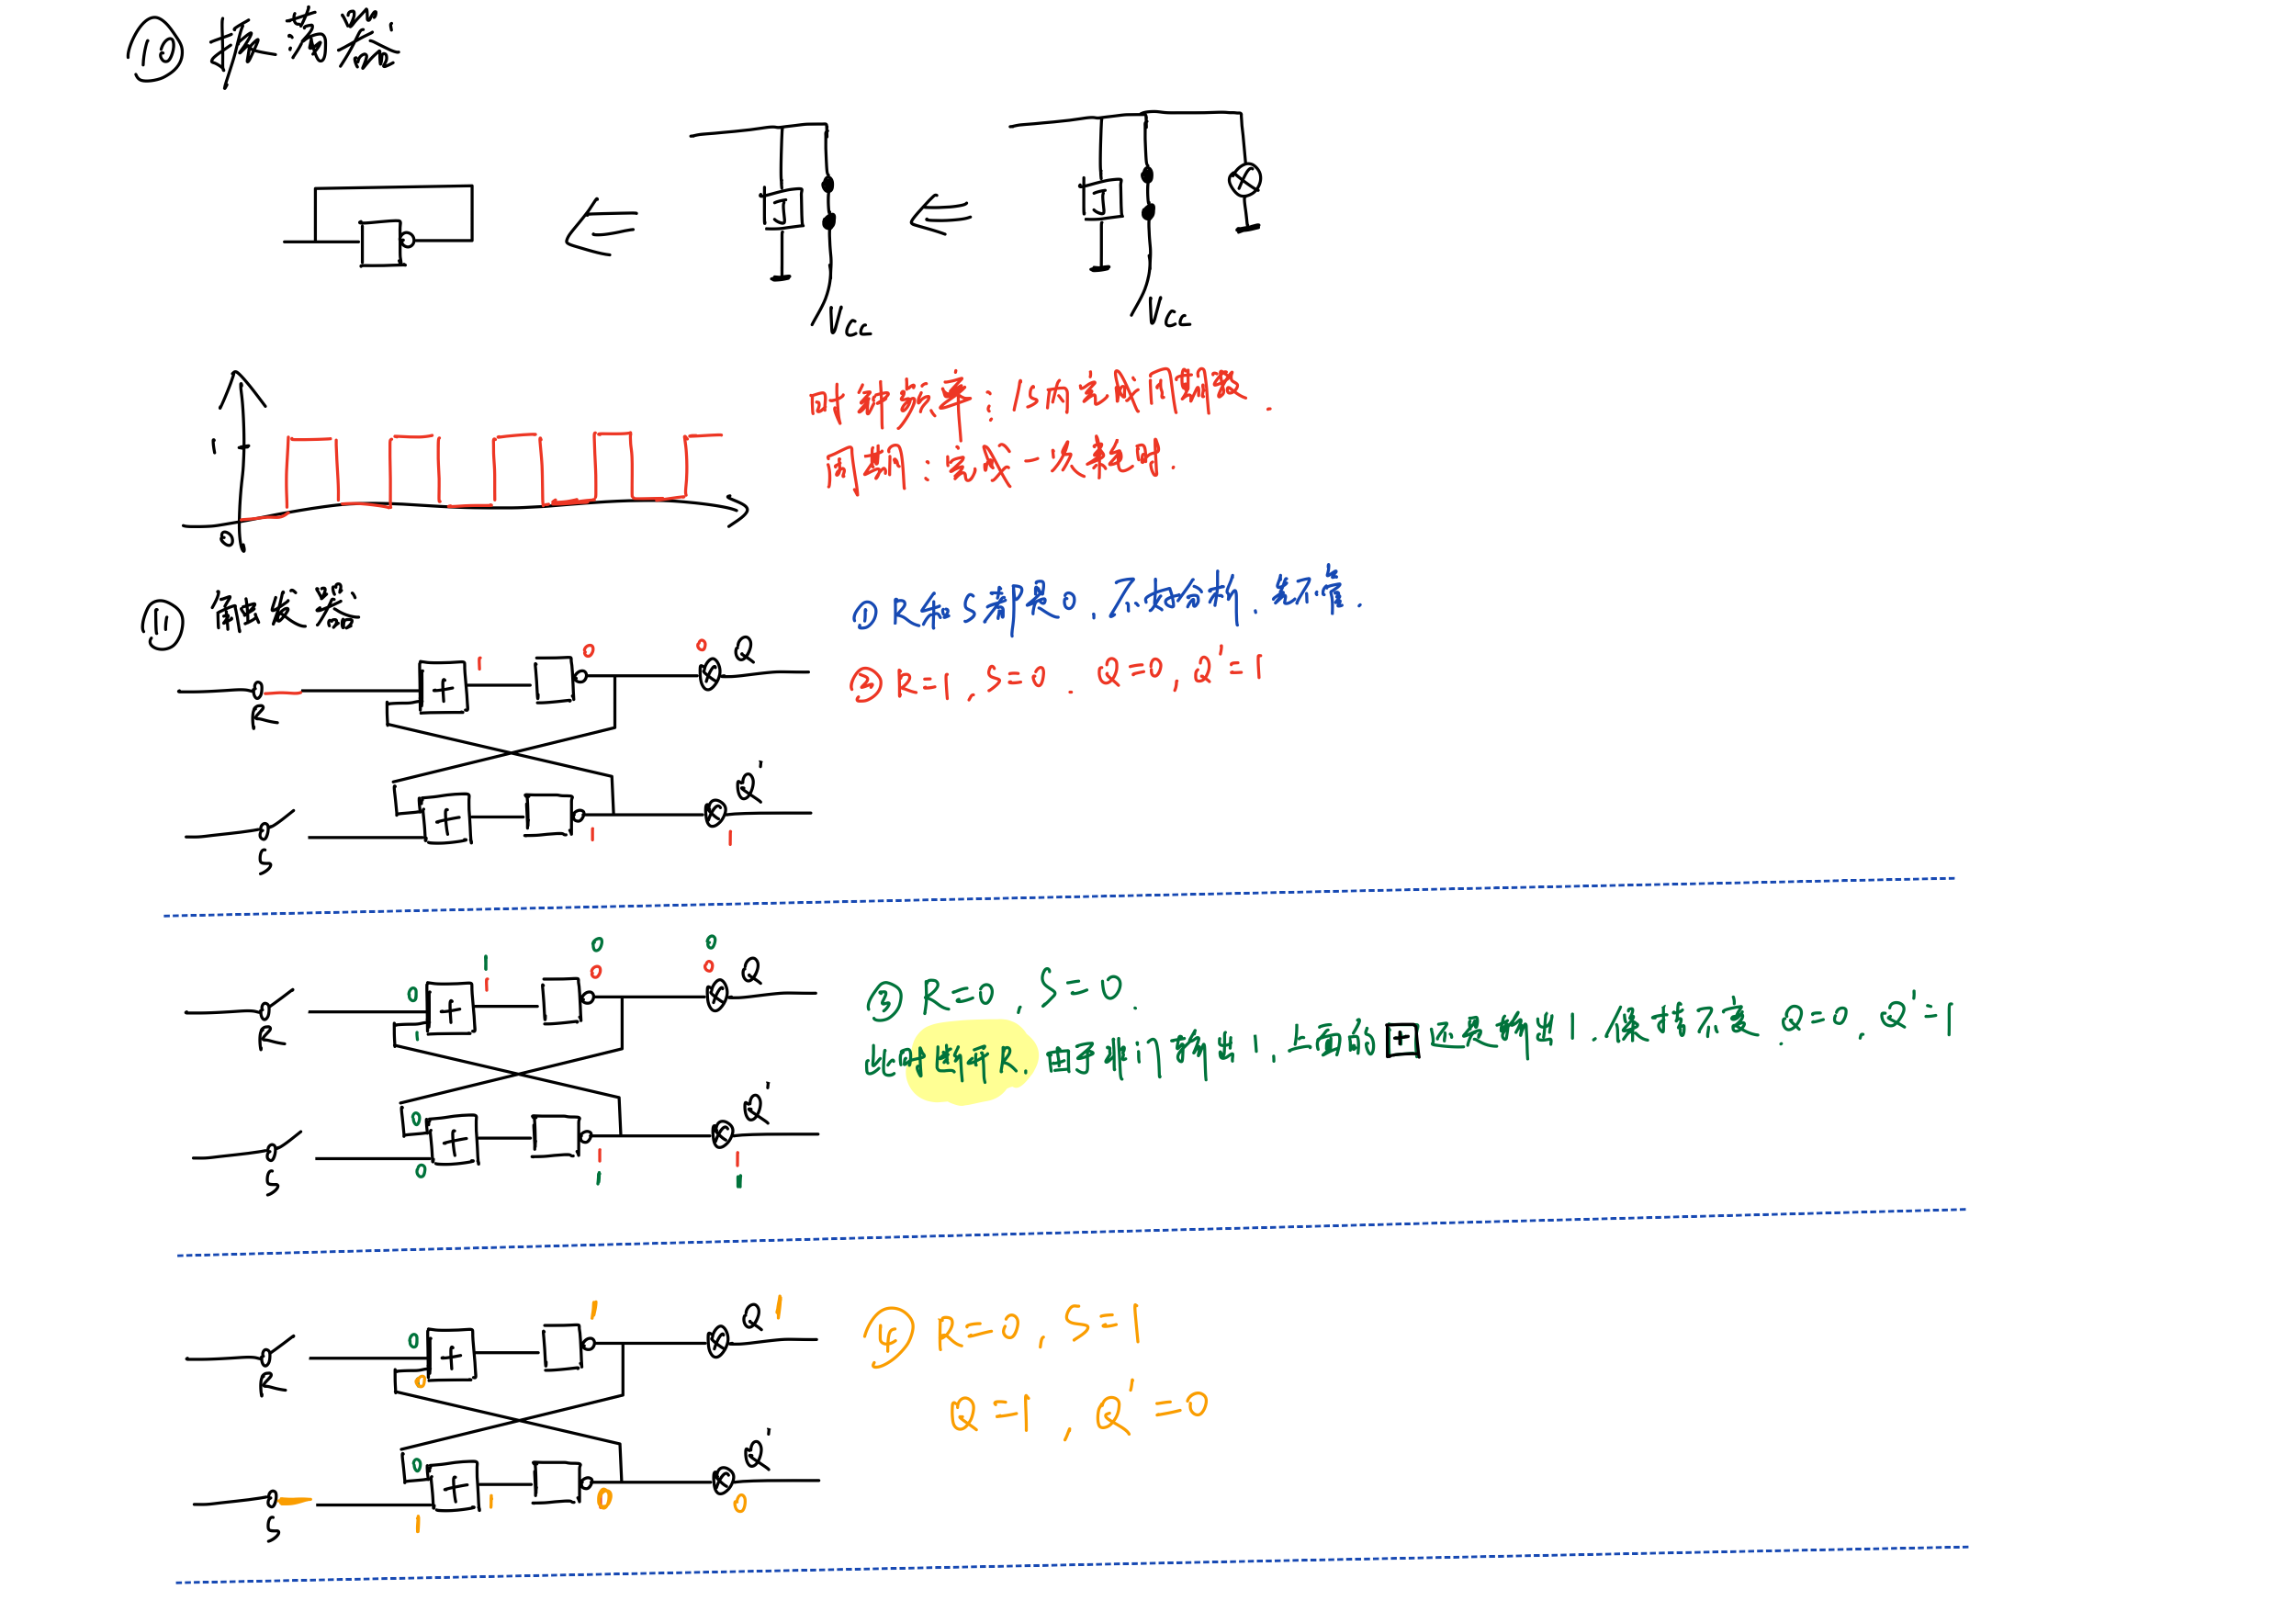 ⑩ 振荡器
J
J
Vcc
Vcc
时钟频率：1s内完成周期数.
1
周期：完成一次耗时.
0
⑪ 触发器
① R和S都是0，不好分析，先不管.
1 0 0 Q
② R=1，S=0. Q=0，Q'=1
+
R
Q'
+
1 1
S
0 0
1 0 0 Q
0 1
③ R=0，S=0.
+
1
R
此时断开R，由于非门输出1，上面的+还是输出1.保持不变.Q=0，Q'=1
Q'
0
+
0 1 1
S 1 1
1 Q 1
④ R=0，S=1
0
+
0
R
Q=1，Q'=0
Q'
0
+
1 0 0
1
S